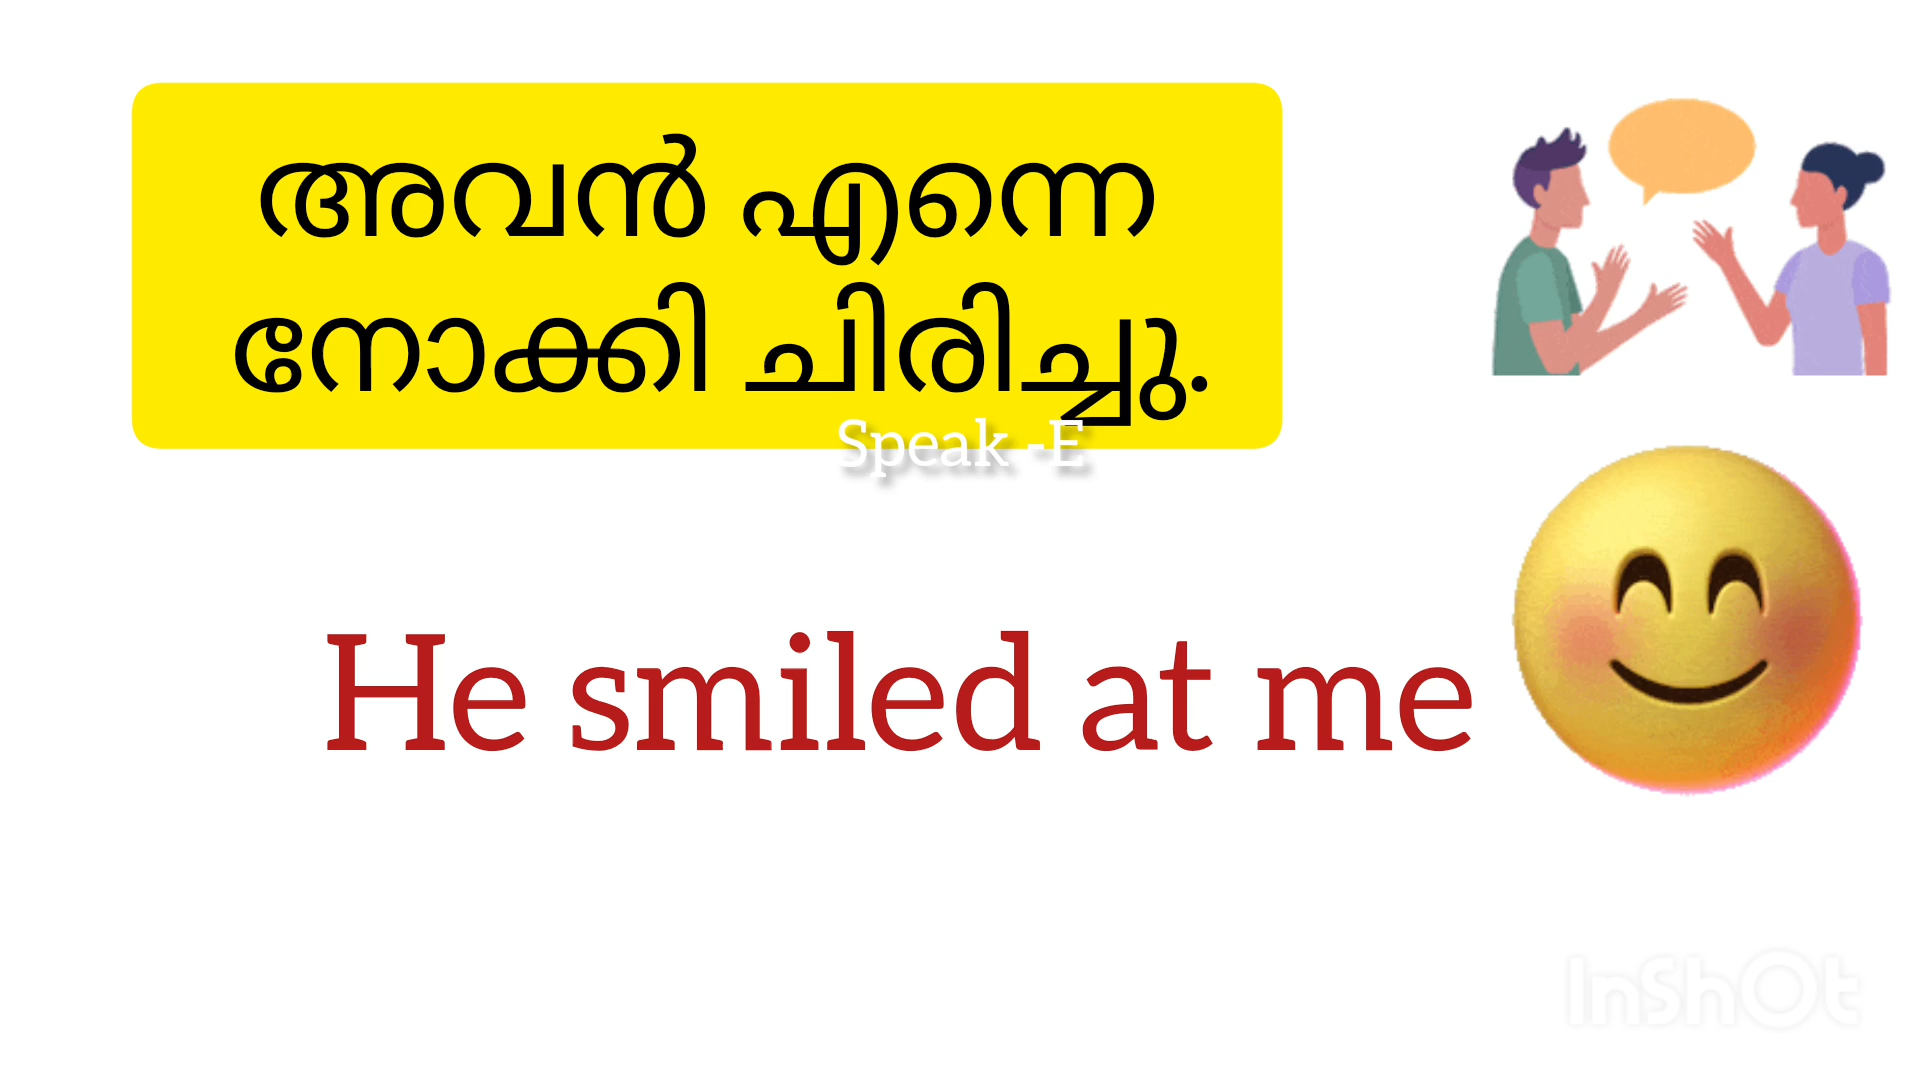 അവൻ എന്നെ
നോക്കി ചിരിച്ചു.
Speak -E
He smiled at me
InShOt